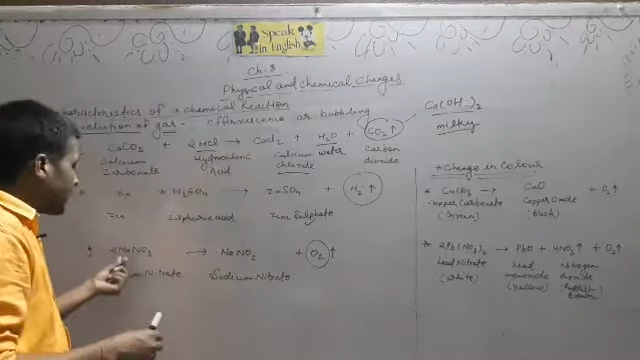 Speak
in English
Ch-8
Physical and chemical Changes
characteristics of a chemical Reaction
Evolution of gas - Effervescence or bubbling
CaCO₃ + 2HCl → CaCl₂ + H₂O + CO₂↑
Calcium Carbonate
Hydrochloric Acid
Calcium chloride
water
Carbon dioxide
Ca(OH)₂
milky
Zn + H₂SO₄ → ZnSO₄ + H₂↑
Zinc
Sulphuric acid
Zinc Sulphate
* 2NaNO₃ → NaNO₂ + O₂↑
Nitrate
Sodium Nitrite
*Change in Colour
* CuCO₃ → CuO + O₂↑
Copper Carbonate
Copper Oxide
(Green)
(Black)
* 2Pb(NO₃)₂ → PbO + 4NO₂↑ + O₂↑
Lead Nitrate
Lead monoxide
Nitrogen dioxide
(White)
(Yellow)
(Reddish brown)